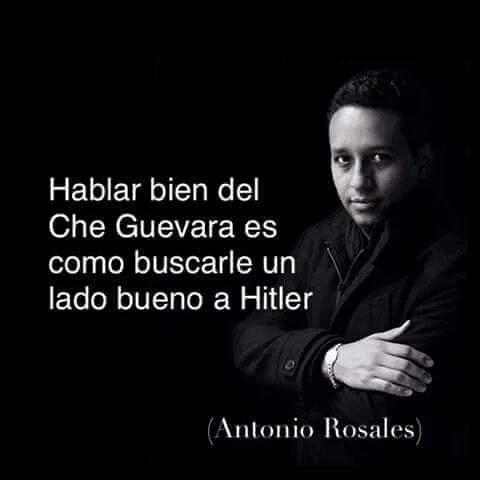 Hablar bien del
Che Guevara es
como buscarle un
lado bueno a Hitler
(Antonio Rosales)